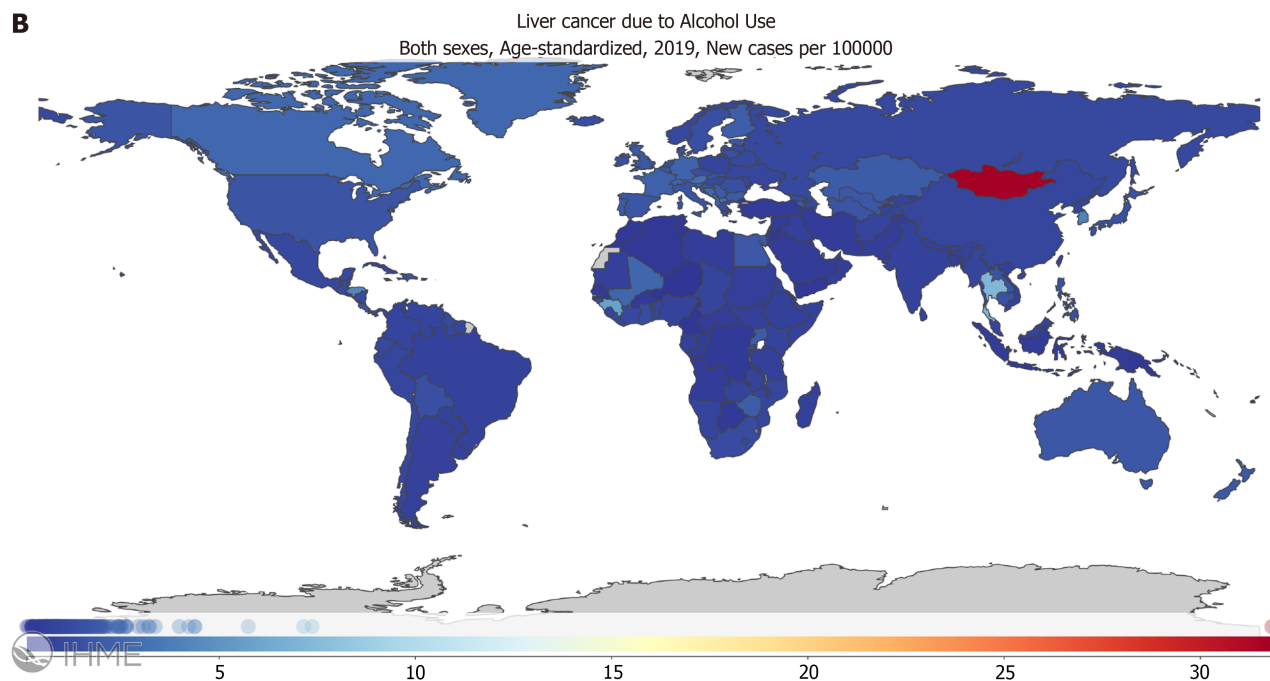 B
Liver cancer due to Alcohol Use
Both sexes, Age-standardized, 2019, New cases per 100000
IHME
5 10 15 20 25 30